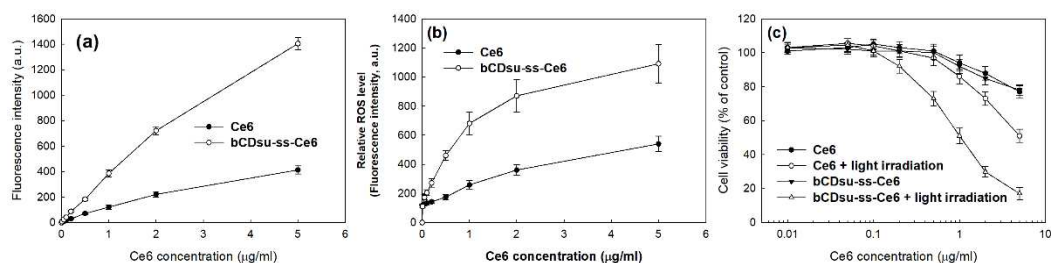 (a)
Fluorescence intensity (a.u.)
1600
1400
1200
1000
800
600
400
200
0
Ce6
bCDsu-ss-Ce6
0 1 2 3 4 5 6
Ce6 concentration (μg/ml)
(b)
Relative ROS level
(Fluorescence intensity, a.u.)
1200
1000
800
600
400
200
0
Ce6
bCDsu-ss-Ce6
0 1 2 3 4 5 6
Ce6 concentration (μg/ml)
(c)
Cell viability (% of control)
120
100
80
60
40
20
0
Ce6
Ce6 + light irradiation
bCDsu-ss-Ce6
bCDsu-ss-Ce6 + light irradiation
0.01 0.1 1 10
Ce6 concentration (μg/ml)